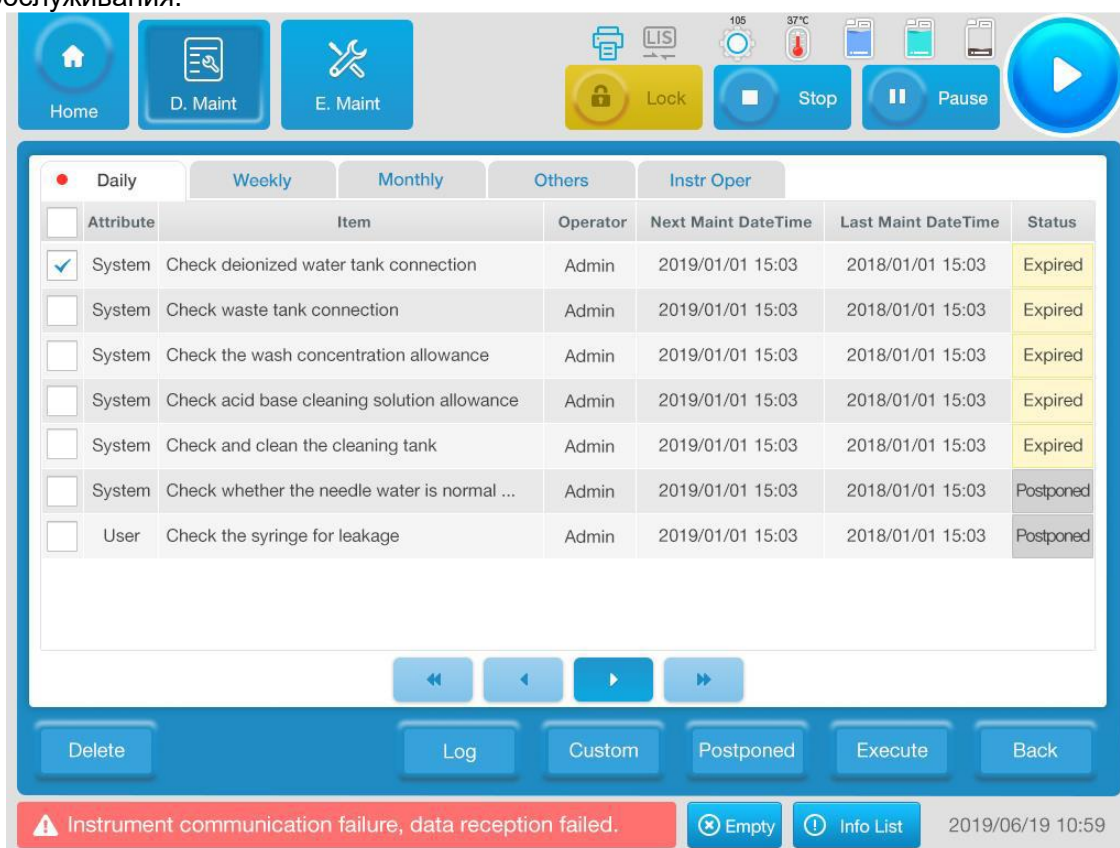 обслуживания.
105 37℃
LIS
Home D. Maint E. Maint Lock Stop Pause
Daily Weekly Monthly Others Instr Oper
Attribute Item Operator Next Maint DateTime Last Maint DateTime Status
System Check deionized water tank connection Admin 2019/01/01 15:03 2018/01/01 15:03 Expired
System Check waste tank connection Admin 2019/01/01 15:03 2018/01/01 15:03 Expired
System Check the wash concentration allowance Admin 2019/01/01 15:03 2018/01/01 15:03 Expired
System Check acid base cleaning solution allowance Admin 2019/01/01 15:03 2018/01/01 15:03 Expired
System Check and clean the cleaning tank Admin 2019/01/01 15:03 2018/01/01 15:03 Expired
System Check whether the needle water is normal ... Admin 2019/01/01 15:03 2018/01/01 15:03 Postponed
User Check the syringe for leakage Admin 2019/01/01 15:03 2018/01/01 15:03 Postponed
Delete Log Custom Postponed Execute Back
Instrument communication failure, data reception failed. Empty Info List 2019/06/19 10:59